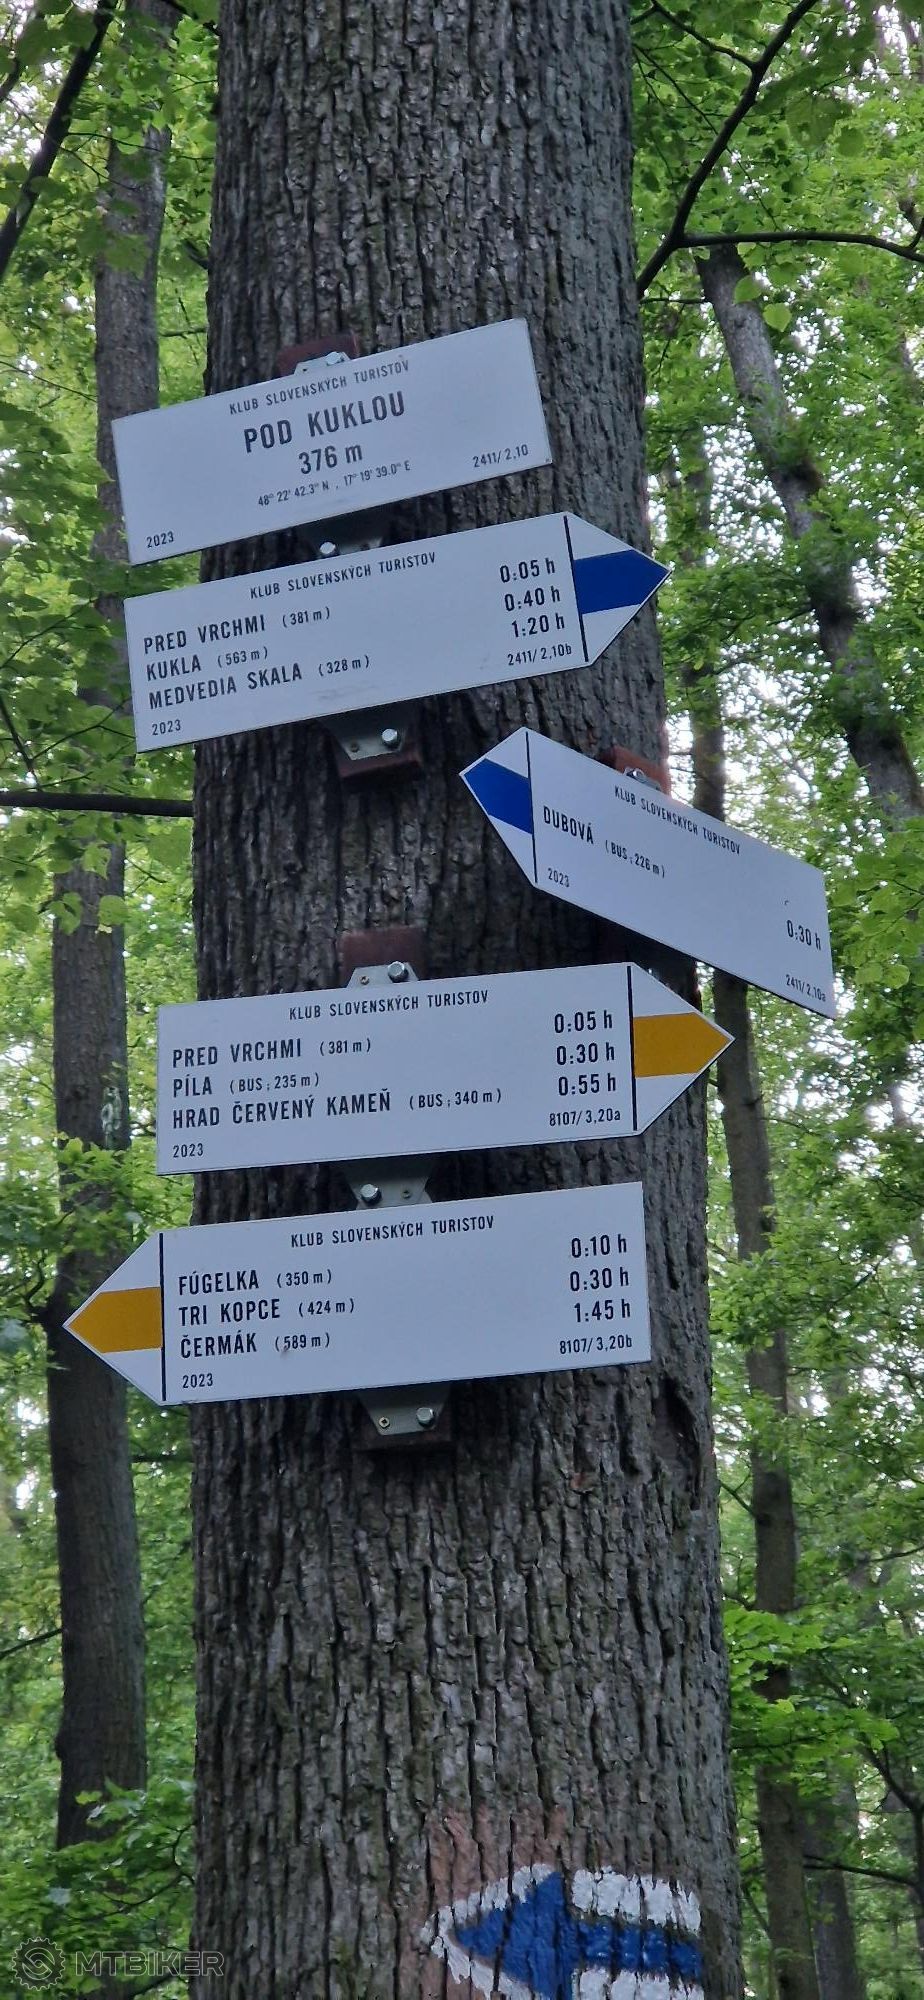 KLUB SLOVENSKÝCH TURISTOV
POD KUKLOU
376 m
48° 22' 42.3" N , 17° 19' 39.0" E
2411/2,10
2023
KLUB SLOVENSKÝCH TURISTOV
PRED VRCHMI (381 m) 0:05 h
KUKLA (563 m) 0:40 h
MEDVEDIA SKALA (328 m) 1:20 h
2023 2411/2,10b
KLUB SLOVENSKÝCH TURISTOV
DUBOVÁ (BUS ; 226 m)
0:30 h
2023 2411/2,10a
KLUB SLOVENSKÝCH TURISTOV
PRED VRCHMI (381 m) 0:05 h
PÍLA (BUS ; 235 m) 0:30 h
HRAD ČERVENÝ KAMEŇ (BUS ; 340 m) 0:55 h
2023 8107/3,20a
KLUB SLOVENSKÝCH TURISTOV
FÚGELKA (350 m) 0:10 h
TRI KOPCE (424 m) 0:30 h
ČERMÁK (589 m) 1:45 h
2023 8107/3,20b
MTBIKER